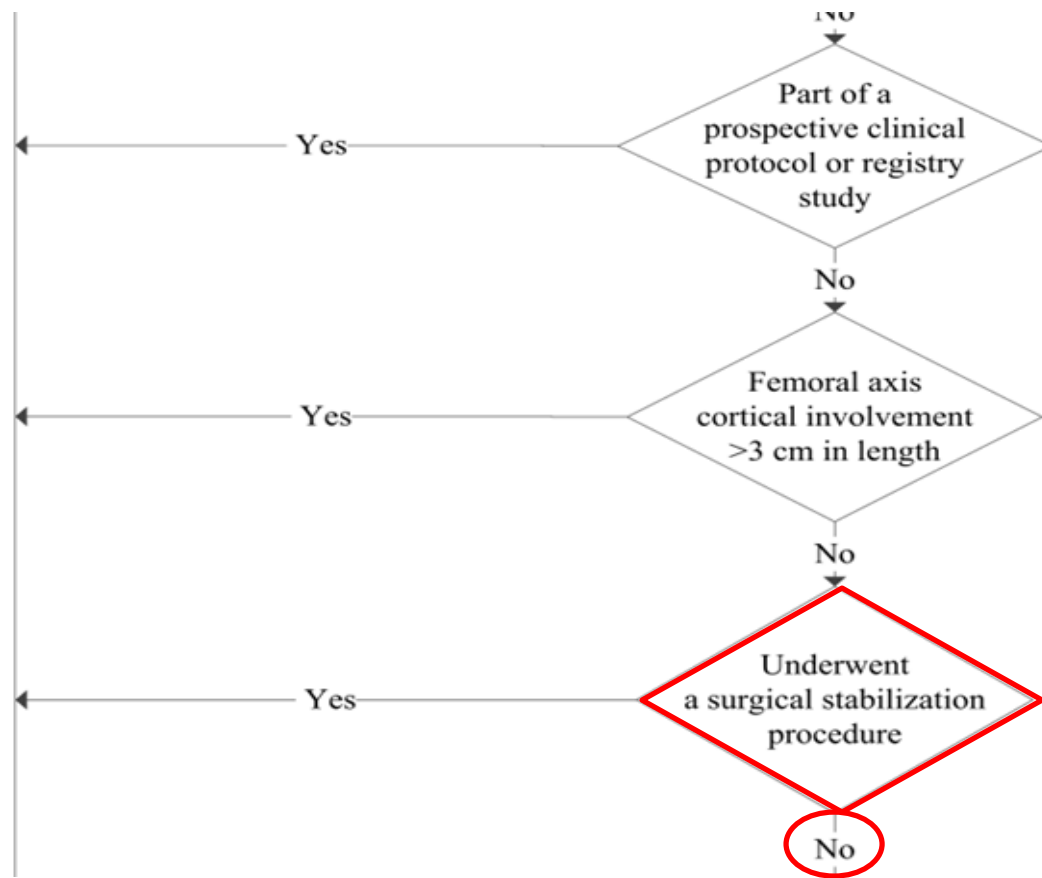 No
Part of a
prospective clinical
Yes
protocol or registry
study
No
Femoral axis
Yes
cortical involvement
>3 cm in length
No
Underwent
Yes
a surgical stabilization
procedure
No